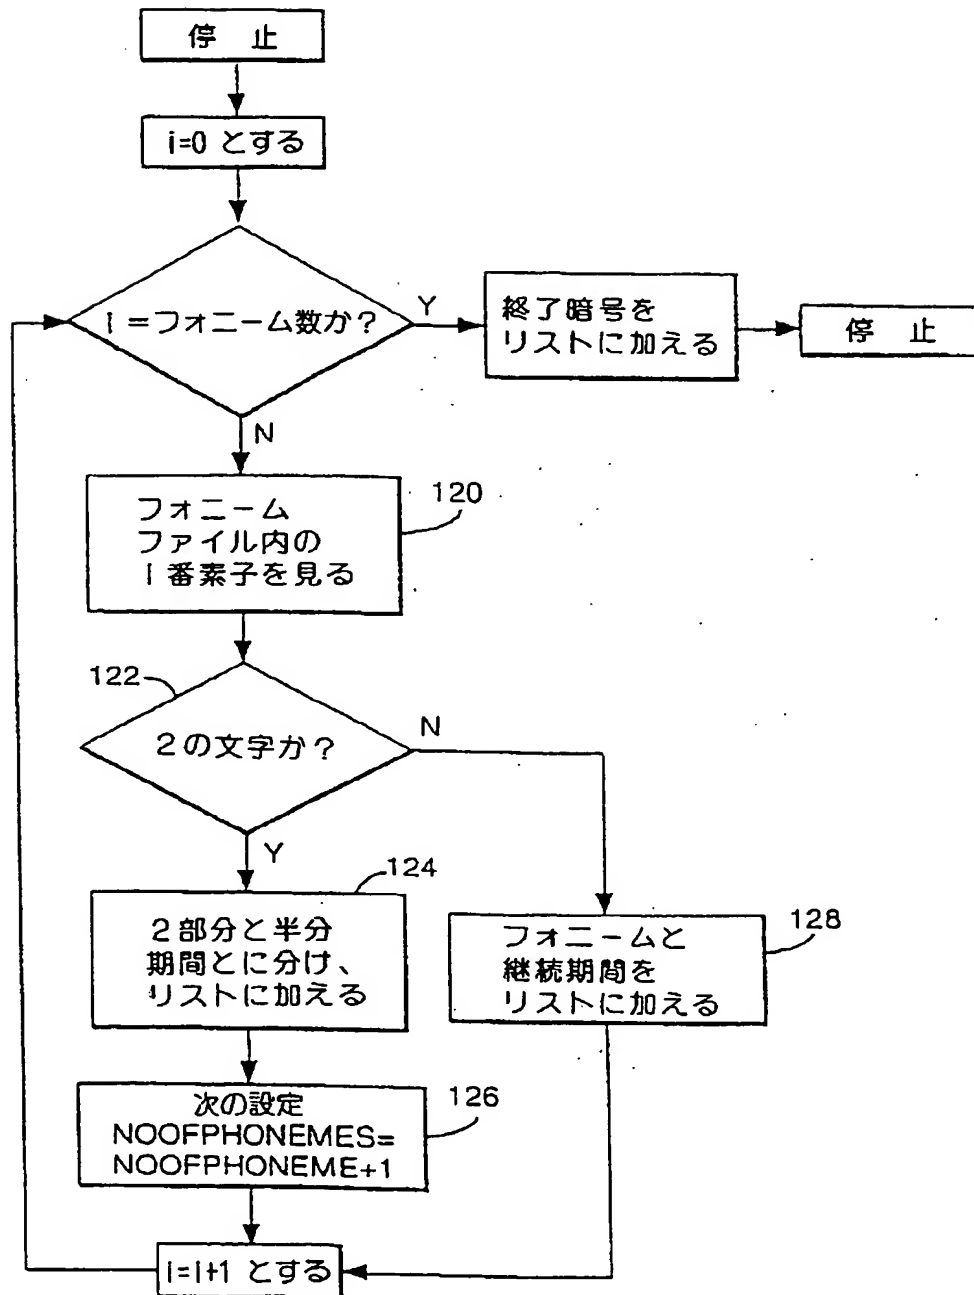 停 止
i=0 とする
i=フォニーム数か?
Y
終了暗号を
リストに加える
停 止
N
フォニーム
ファイル内の
i番素子を見る
120
122
2の文字か?
N
Y
124
2部分と半分
期間とに分け、
リストに加える
フォニームと
継続期間を
リストに加える
128
次の設定
NOOFPHONEMES=
NOOFPHONEME+1
126
i=i+1 とする